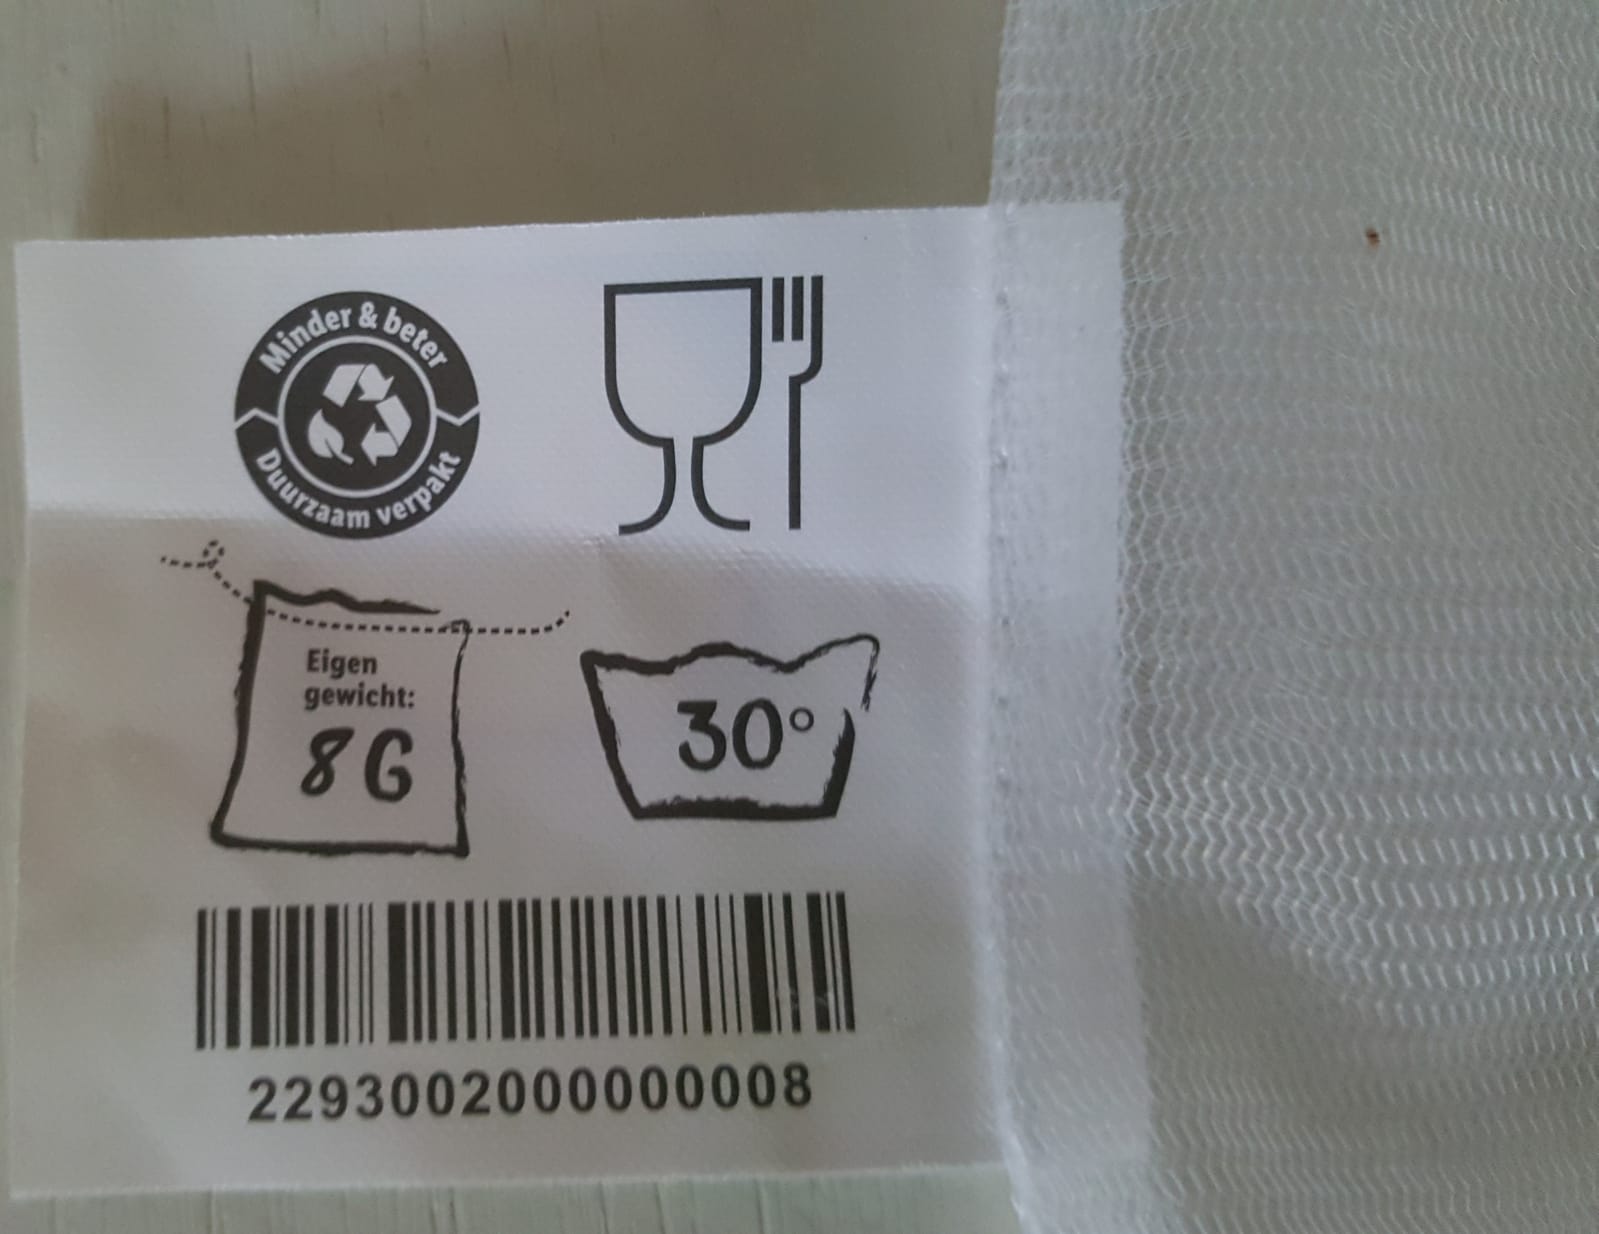 Minder & beter
Duurzaam verpakt
Eigen
gewicht:
8G
30°
2293002000000008